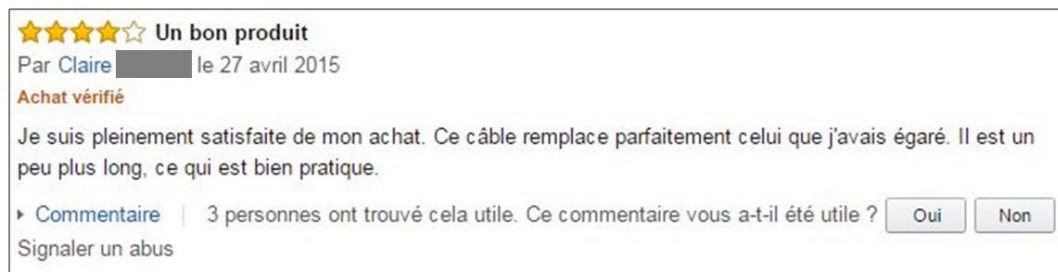 Un bon produit
Par Claire le 27 avril 2015
Achat vérifié
Je suis pleinement satisfaite de mon achat. Ce câble remplace parfaitement celui que j'avais égaré. Il est un
peu plus long, ce qui est bien pratique.
Commentaire 3 personnes ont trouvé cela utile. Ce commentaire vous a-t-il été utile ? Oui Non
Signaler un abus